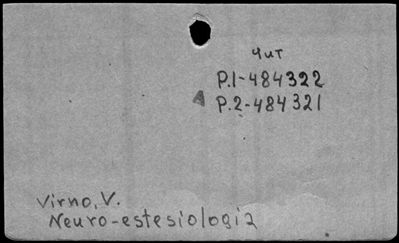 чит
P.1-484322
P.2-484321
Virno, V.
Neuro-estesiologia